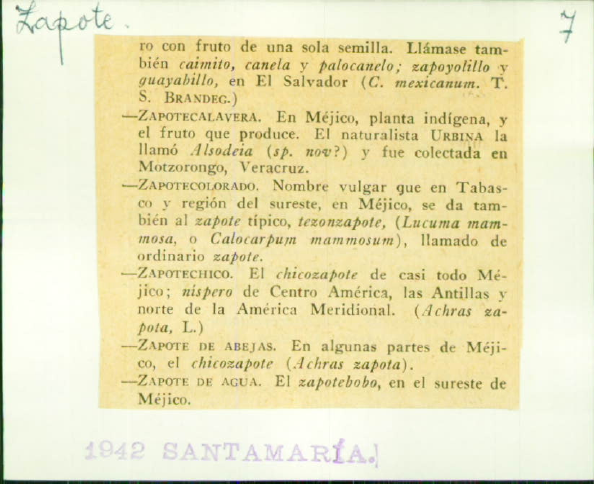 Zapote. 7
ro con fruto de una sola semilla. Llámase tam-
bién caimito, canela y palocanelo; zapoyolillo y
guayabillo, en El Salvador (C. mexicanum. T.
S. BRANDEG.)
—ZAPOTECALAVERA. En Méjico, planta indígena, y
el fruto que produce. El naturalista URBINA la
llamó Alsodeia (sp. nov?) y fue colectada en
Motzorongo, Veracruz.
—ZAPOTECOLORADO. Nombre vulgar que en Tabas-
co y región del sureste, en Méjico, se da tam-
bién al zapote típico, tezonzapote, (Lucuma mam-
mosa, o Calocarpum mammosum), llamado de
ordinario zapote.
—ZAPOTECHICO. El chicozapote de casi todo Mé-
jico; níspero de Centro América, las Antillas y
norte de la América Meridional. (Achras za-
pota, L.)
—ZAPOTE DE ABEJAS. En algunas partes de Méji-
co, el chicozapote (Achras zapota).
—ZAPOTE DE AGUA. El zapotebobo, en el sureste de
Méjico.
1942 SANTAMARÍA.